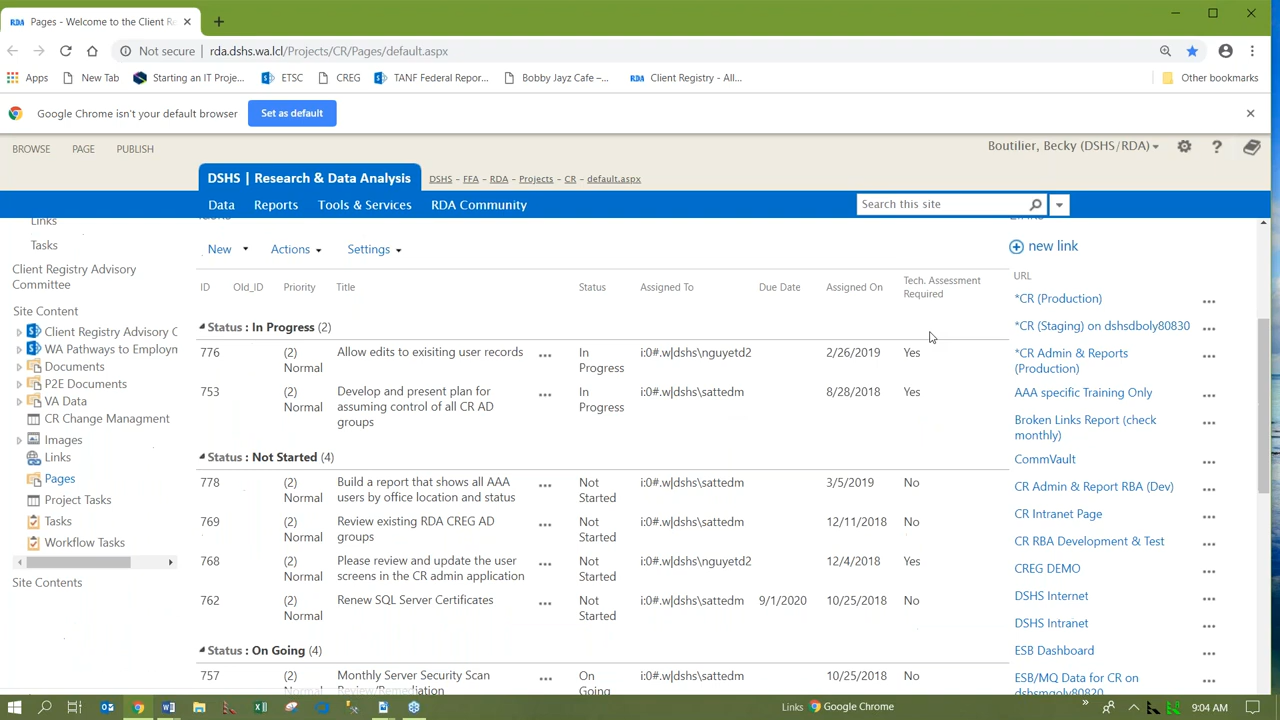 RDA Pages - Welcome to the Client Re
Not secure | rda.dshs.wa.lcl/Projects/CR/Pages/default.aspx
Apps New Tab Starting an IT Proje... ETSC CREG TANF Federal Repor... Bobby Jayz Cafe –... RDA Client Registry - All... Other bookmarks
Google Chrome isn't your default browser Set as default
BROWSE PAGE PUBLISH
Boutilier, Becky (DSHS/RDA)
DSHS | Research & Data Analysis
DSHS - FFA - RDA - Projects - CR - default.aspx
Data Reports Tools & Services RDA Community
Search this site
Links
Tasks
Client Registry Advisory
Committee
Site Content
Client Registry Advisory C
WA Pathways to Employm
Documents
P2E Documents
VA Data
CR Change Managment
Images
Links
Pages
Project Tasks
Tasks
Workflow Tasks
Site Contents
New Actions Settings
ID Old_ID Priority Title Status Assigned To Due Date Assigned On Tech. Assessment
Required
Status : In Progress (2)
776 (2) Allow edits to exisiting user records ... In i:0#.w|dshs\nguyetd2 2/26/2019 Yes
Normal Progress
753 (2) Develop and present plan for ... In i:0#.w|dshs\sattedm 8/28/2018 Yes
Normal assuming control of all CR AD Progress
groups
Status : Not Started (4)
778 (2) Build a report that shows all AAA ... Not i:0#.w|dshs\sattedm 3/5/2019 No
Normal users by office location and status Started
769 (2) Review existing RDA CREG AD ... Not i:0#.w|dshs\sattedm 12/11/2018 No
Normal groups Started
768 (2) Please review and update the user ... Not i:0#.w|dshs\nguyetd2 12/4/2018 Yes
Normal screens in the CR admin application Started
762 (2) Renew SQL Server Certificates ... Not i:0#.w|dshs\sattedm 9/1/2020 10/25/2018 No
Normal Started
Status : On Going (4)
757 (2) Monthly Server Security Scan ... On i:0#.w|dshs\sattedm 10/25/2018 No
Normal Review/Remediation Going
new link
URL
*CR (Production) ...
*CR (Staging) on dshsdboly80830 ...
*CR Admin & Reports ...
(Production)
AAA specific Training Only ...
Broken Links Report (check ...
monthly)
CommVault ...
CR Admin & Report RBA (Dev) ...
CR Intranet Page ...
CR RBA Development & Test ...
CREG DEMO ...
DSHS Internet ...
DSHS Intranet ...
ESB Dashboard ...
ESB/MQ Data for CR on ...
dshsmqoly80820
Links Google Chrome 9:04 AM